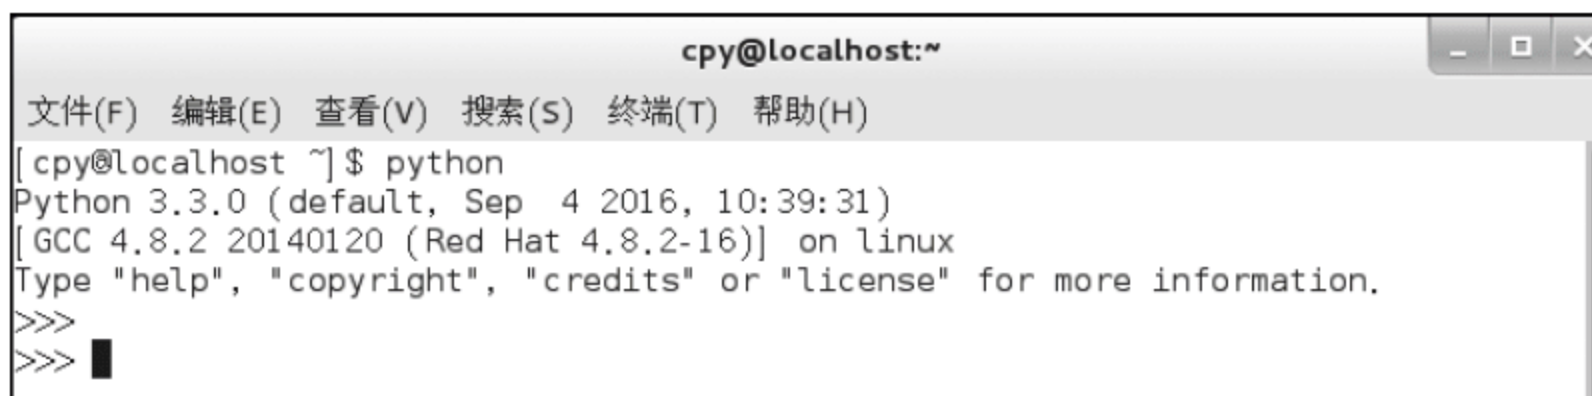 cpy@localhost:~
文件(F) 编辑(E) 查看(V) 搜索(S) 终端(T) 帮助(H)
[cpy@localhost ~]$ python
Python 3.3.0 (default, Sep  4 2016, 10:39:31)
[GCC 4.8.2 20140120 (Red Hat 4.8.2-16)] on linux
Type "help", "copyright", "credits" or "license" for more information.
>>>
>>>